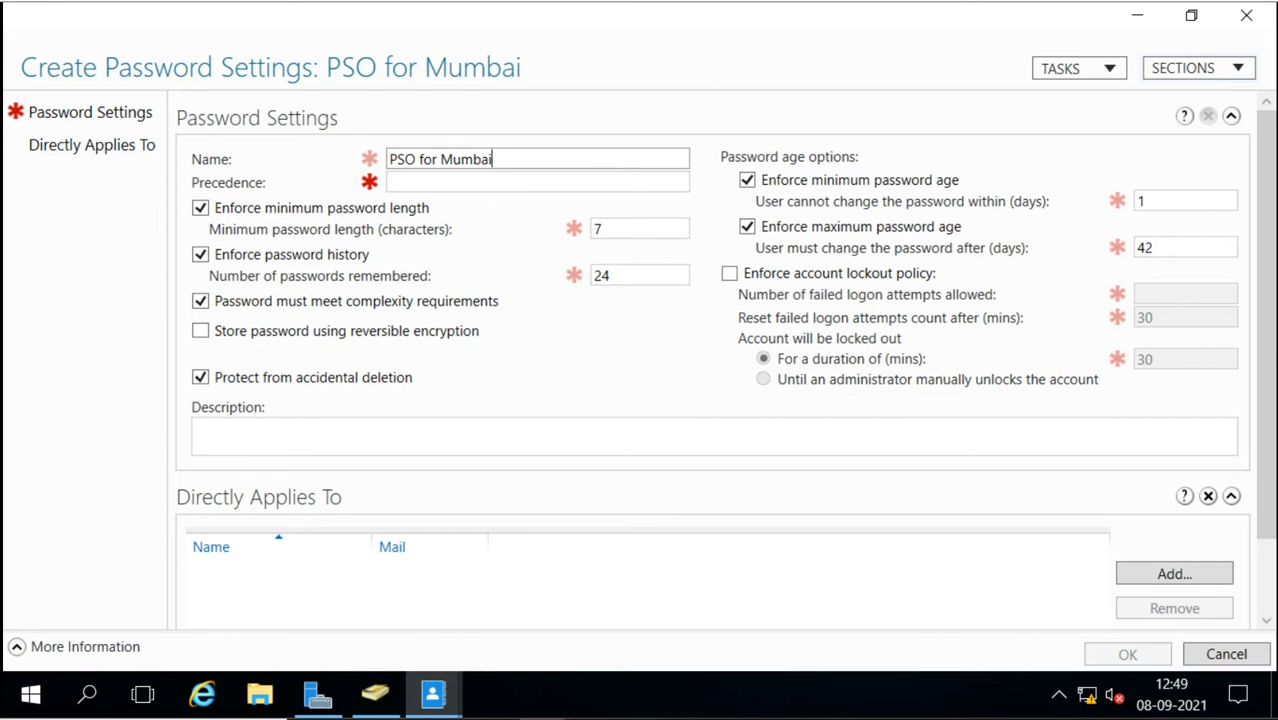 Create Password Settings: PSO for Mumbai
TASKS
SECTIONS
Password Settings
Directly Applies To
Password Settings
Name:
PSO for Mumbai
Precedence:
Enforce minimum password length
Minimum password length (characters):
7
Enforce password history
Number of passwords remembered:
24
Password must meet complexity requirements
Store password using reversible encryption
Protect from accidental deletion
Password age options:
Enforce minimum password age
User cannot change the password within (days):
1
Enforce maximum password age
User must change the password after (days):
42
Enforce account lockout policy:
Number of failed logon attempts allowed:
Reset failed logon attempts count after (mins):
30
Account will be locked out
For a duration of (mins):
30
Until an administrator manually unlocks the account
Description:
Directly Applies To
Name
Mail
Add...
Remove
More Information
OK
Cancel
12:49
08-09-2021